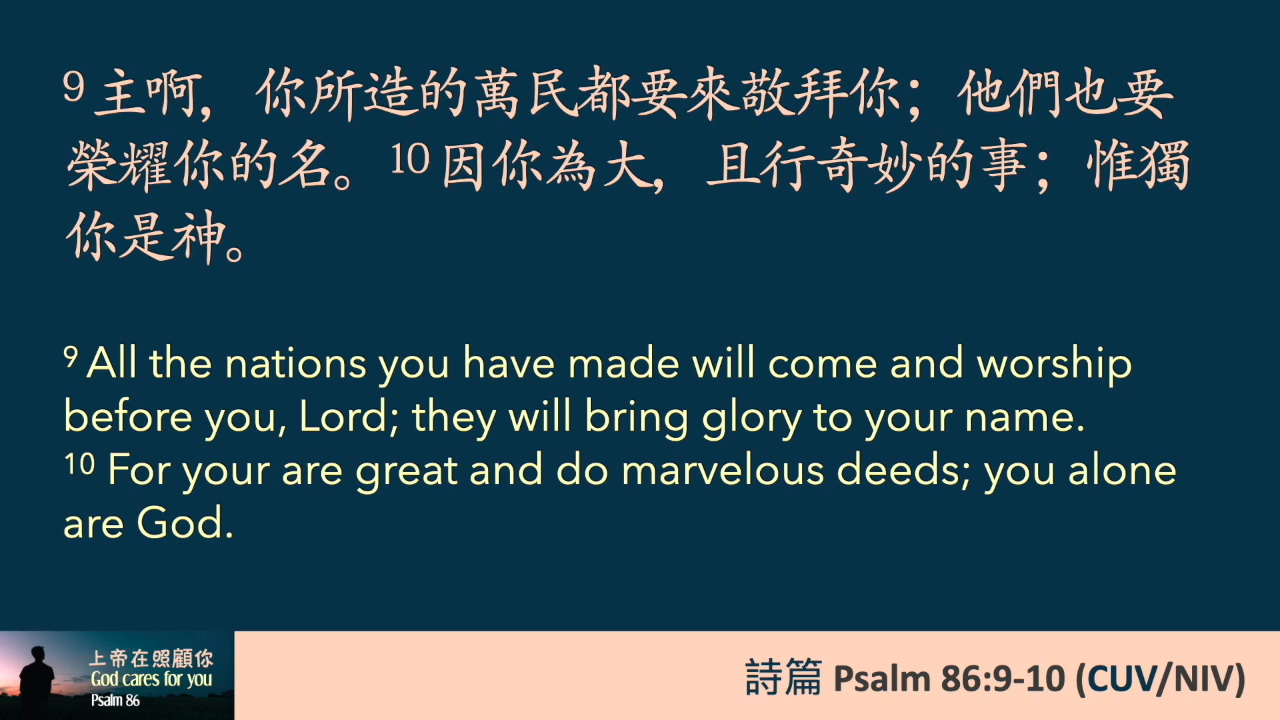 9 主啊，你所造的萬民都要來敬拜你；他們也要
榮耀你的名。10 因你為大，且行奇妙的事；惟獨
你是神。
9 All the nations you have made will come and worship
before you, Lord; they will bring glory to your name.
10 For your are great and do marvelous deeds; you alone
are God.
上帝在照顧你
God cares for you
Psalm 86
詩篇 Psalm 86:9-10 (CUV/NIV)